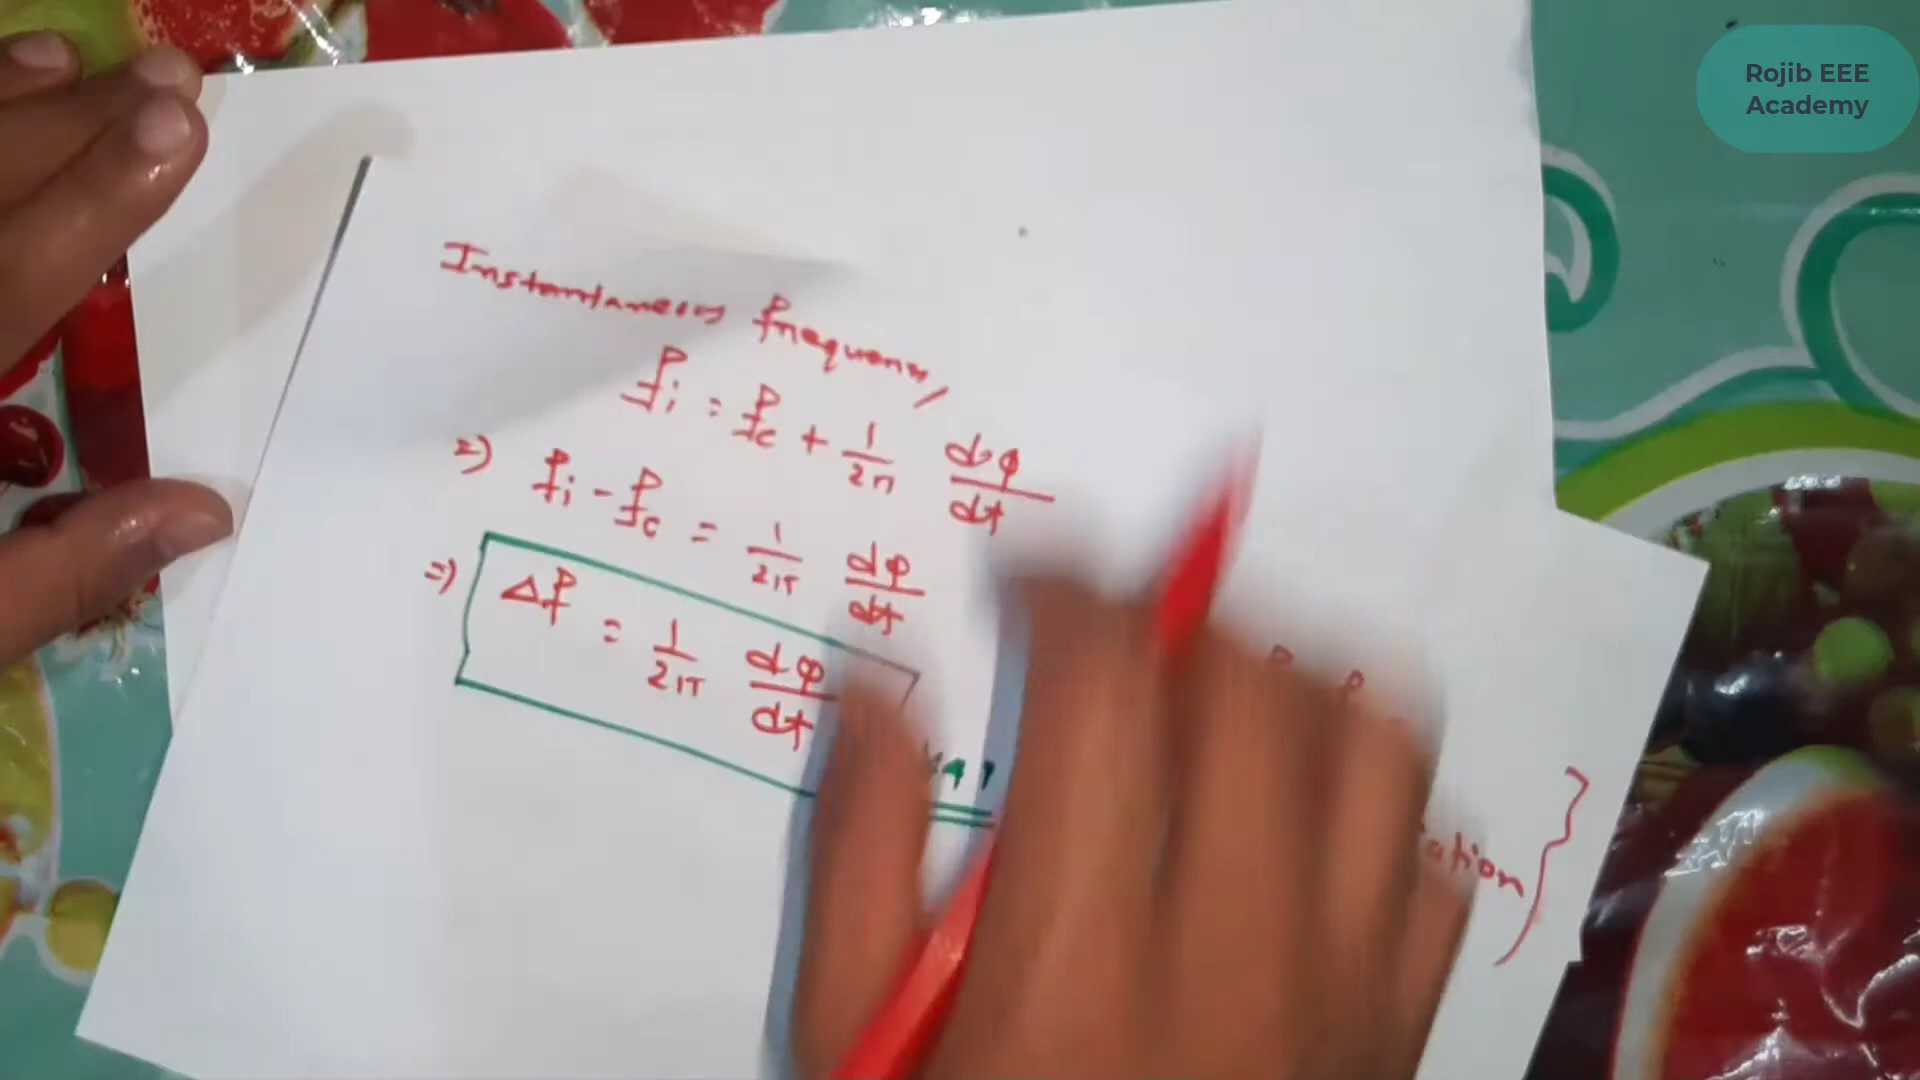 Rojib EEE
Academy
Instantaneous frequency,
fi = fc + 1/2π dφ/dt
=) fi - fc = 1/2π dφ/dt
=) Δf = 1/2π dφ/dt
ation